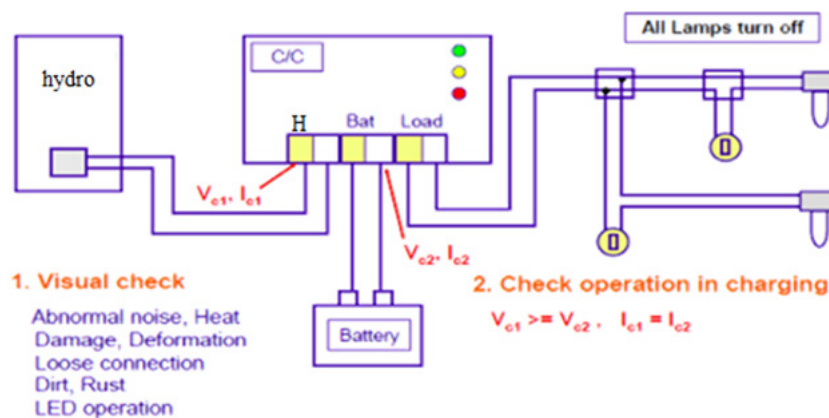 All Lamps turn off
C/C
hydro
H Bat Load
Vc1, Ic1
Vc2, Ic2
1. Visual check
Abnormal noise, Heat
Damage, Deformation
Loose connection
Dirt, Rust
LED operation
Battery
2. Check operation in charging
Vc1 >= Vc2 , Ic1 = Ic2